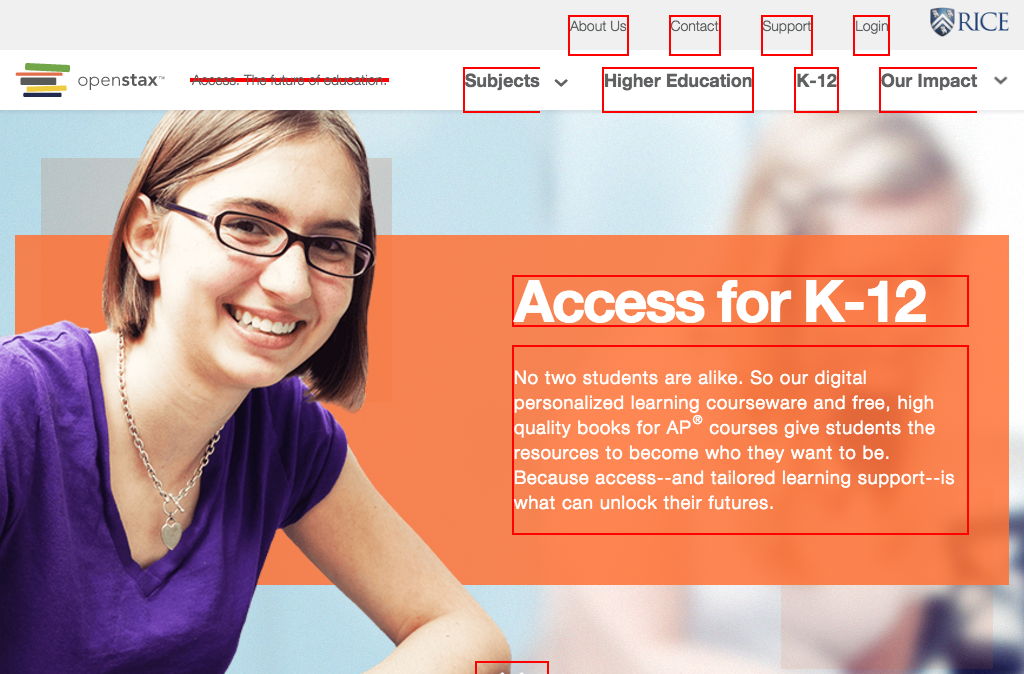 About Us Contact Support Login RICE
openstax™ Access. The future of education. Subjects Higher Education K-12 Our Impact
Access for K-12
No two students are alike. So our digital
personalized learning courseware and free, high
quality books for AP® courses give students the
resources to become who they want to be.
Because access--and tailored learning support--is
what can unlock their futures.